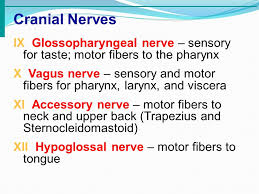 Cranial Nerves
IX Glossopharyngeal nerve – sensory
for taste; motor fibers to the pharynx
X Vagus nerve – sensory and motor
fibers for pharynx, larynx, and viscera
XI Accessory nerve – motor fibers to
neck and upper back (Trapezius and
Sternocleidomastoid)
XII Hypoglossal nerve – motor fibers to
tongue